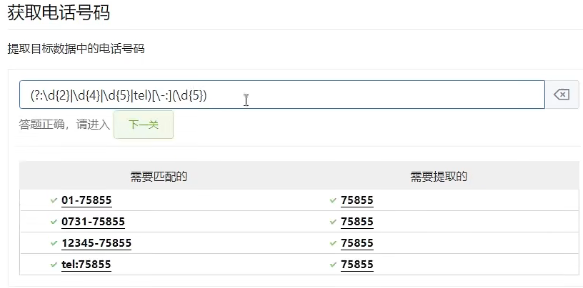 获取电话号码
提取目标数据中的电话号码
(?:\d{2}|\d{4}|\d{5}|tel)[\-:](\d{5})
答题正确，请进入 下一关
需要匹配的 需要提取的
01-75855 75855
0731-75855 75855
12345-75855 75855
tel:75855 75855